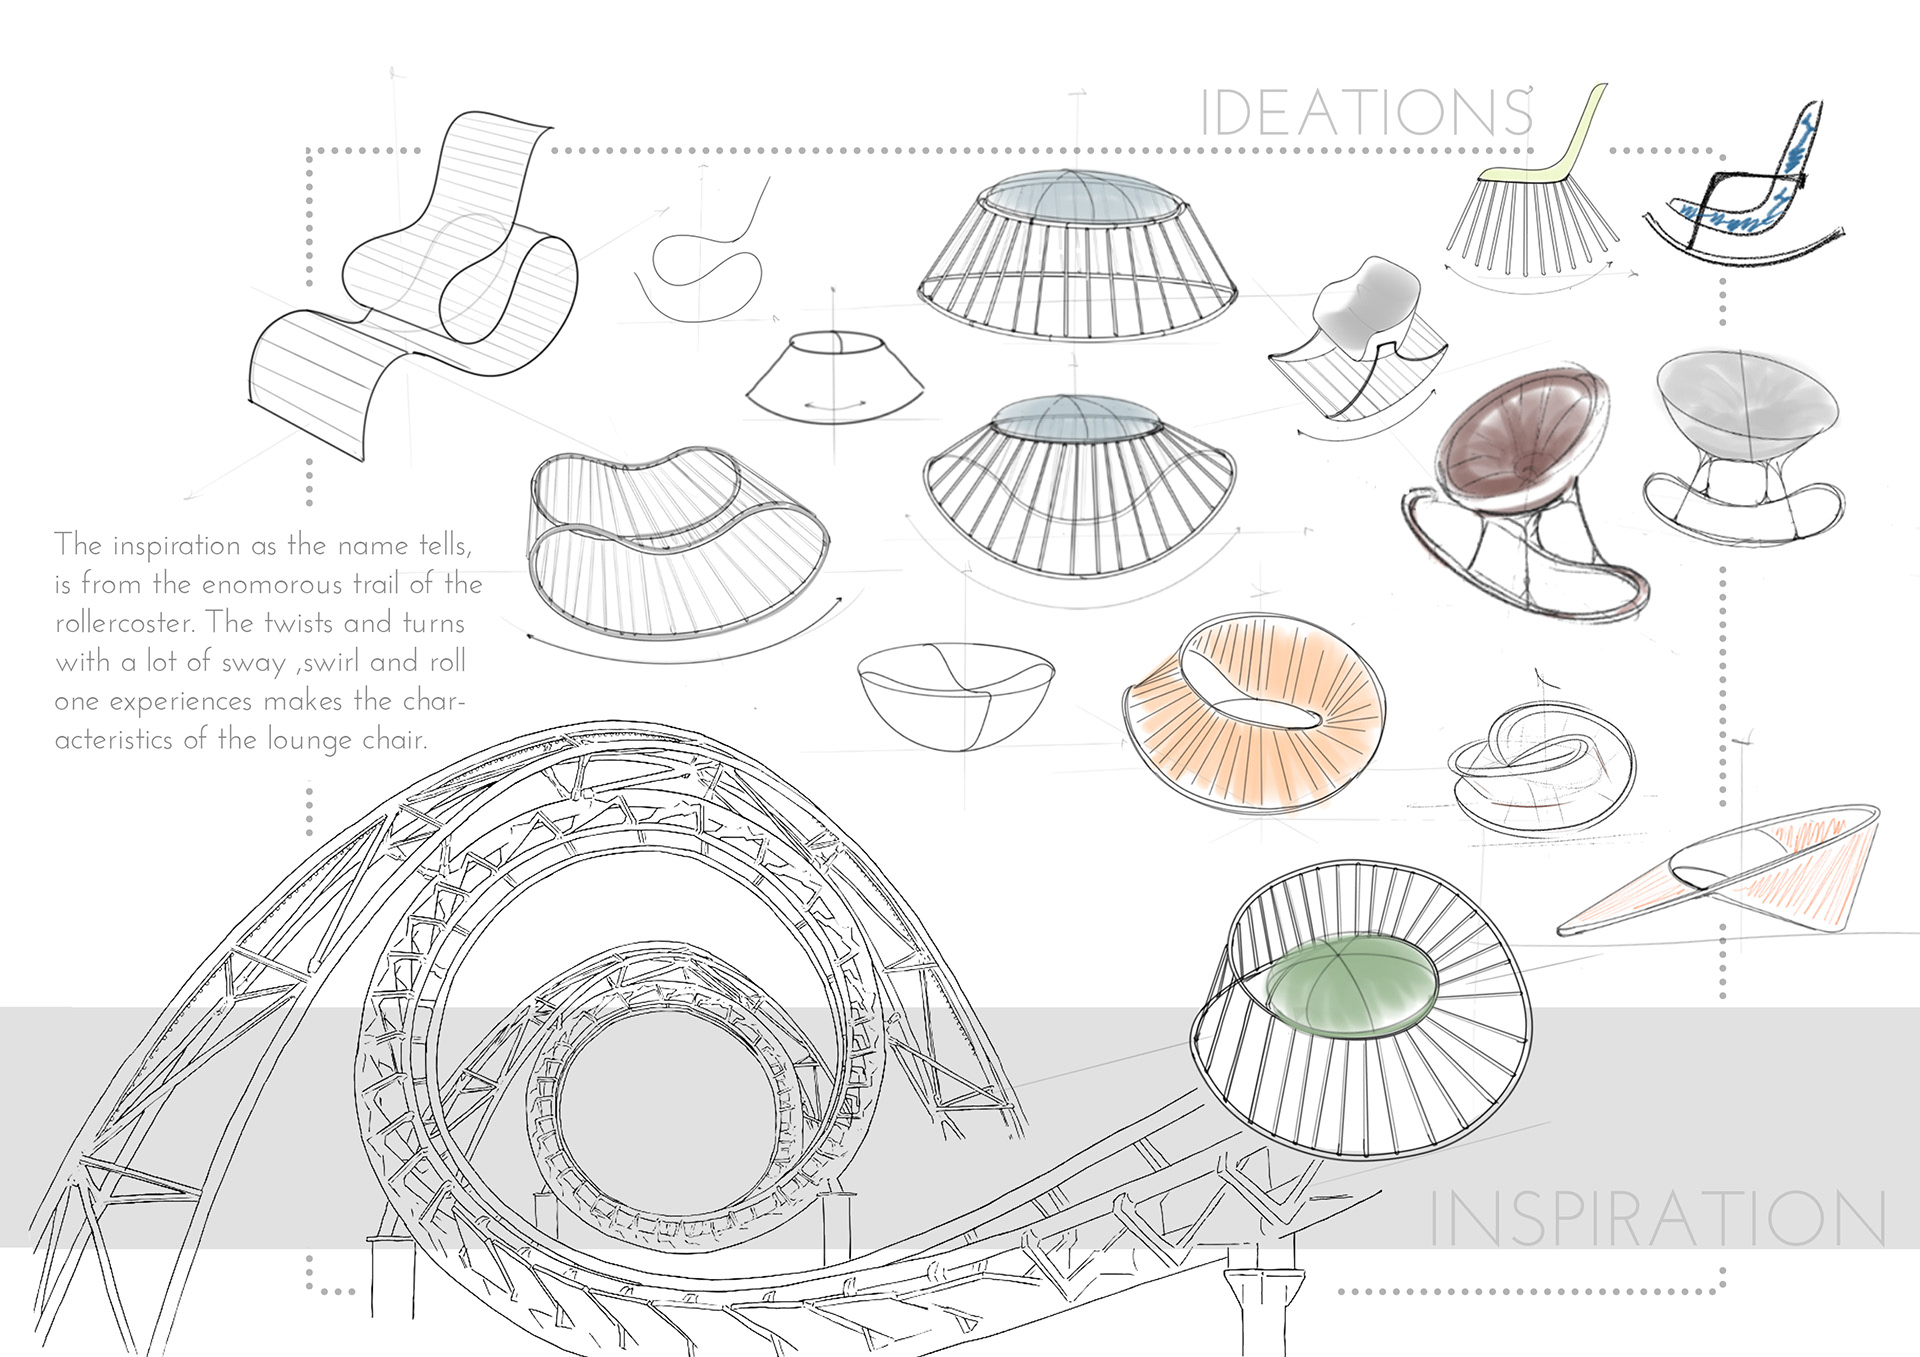 IDEATIONS
The inspiration as the name tells,
is from the enomorous trail of the
rollercoster. The twists and turns
with a lot of sway ,swirl and roll
one experiences makes the char-
acteristics of the lounge chair.
INSPIRATION